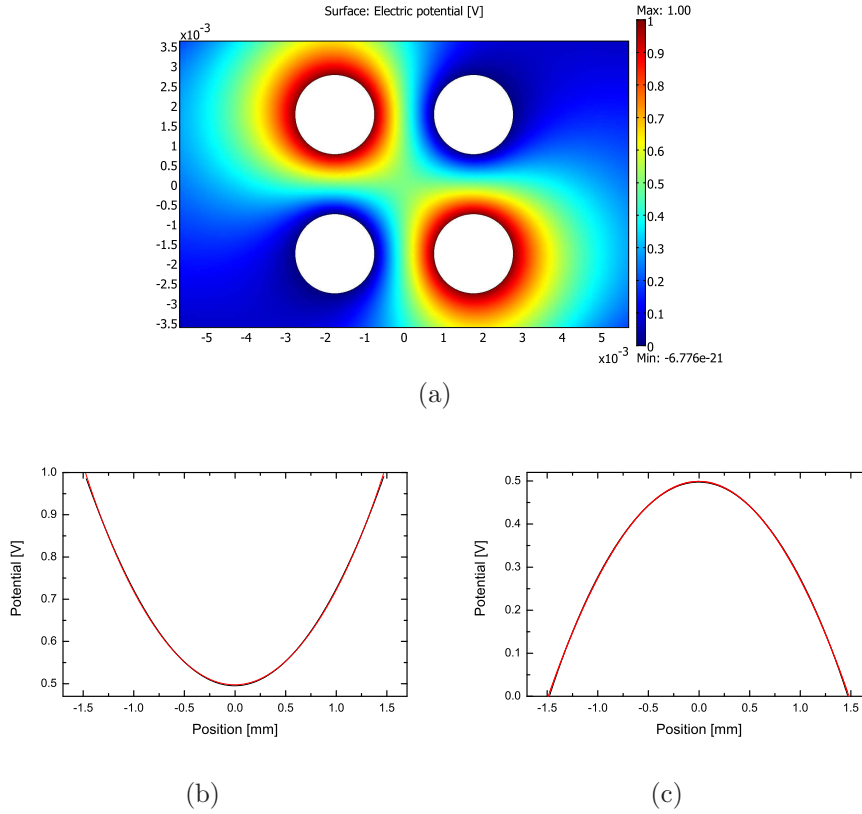 Surface: Electric potential [V]
Max: 1.00
x10^-3
3.5
3
2.5
2
1.5
1
0.5
0
-0.5
-1
-1.5
-2
-2.5
-3
-3.5
-5 -4 -3 -2 -1 0 1 2 3 4 5
x10^-3
1
0.9
0.8
0.7
0.6
0.5
0.4
0.3
0.2
0.1
0
Min: -6.776e-21
(a)
1.0
0.9
0.8
0.7
0.6
0.5
Potential [V]
-1.5 -1.0 -0.5 0.0 0.5 1.0 1.5
Position [mm]
(b)
0.5
0.4
0.3
0.2
0.1
0.0
Potential [V]
-1.5 -1.0 -0.5 0.0 0.5 1.0 1.5
Position [mm]
(c)